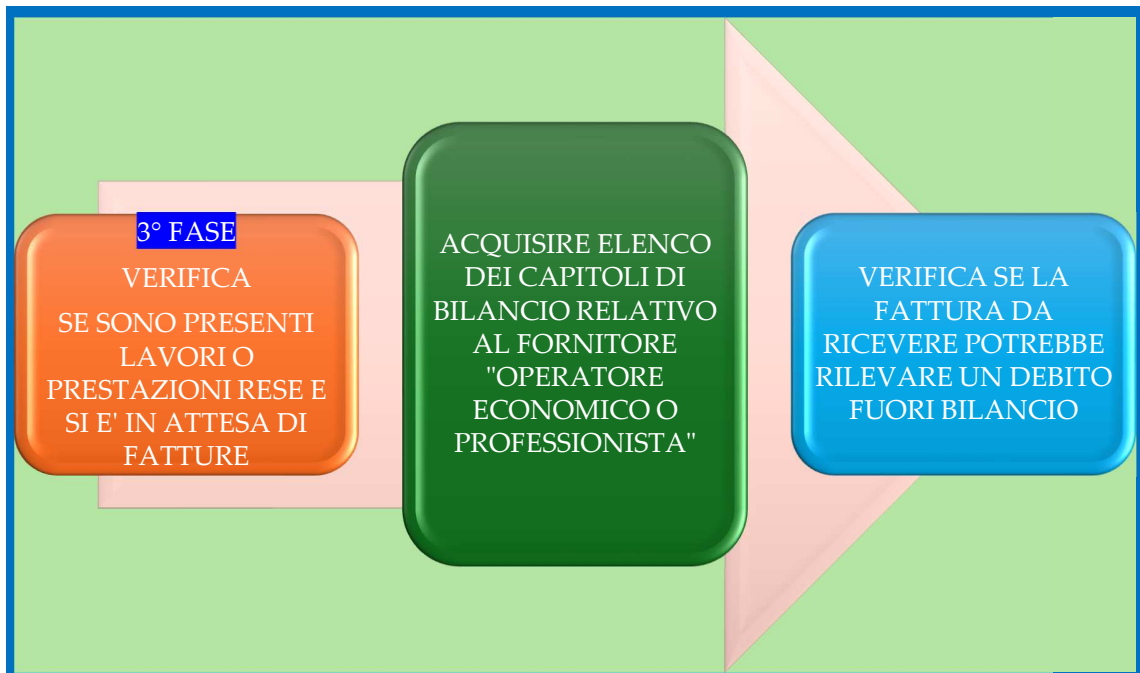 3° FASE
VERIFICA
SE SONO PRESENTI
LAVORI O
PRESTAZIONI RESE E
SI E' IN ATTESA DI
FATTURE
ACQUISIRE ELENCO
DEI CAPITOLI DI
BILANCIO RELATIVO
AL FORNITORE
"OPERATORE
ECONOMICO O
PROFESSIONISTA"
VERIFICA SE LA
FATTURA DA
RICEVERE POTREBBE
RILEVARE UN DEBITO
FUORI BILANCIO